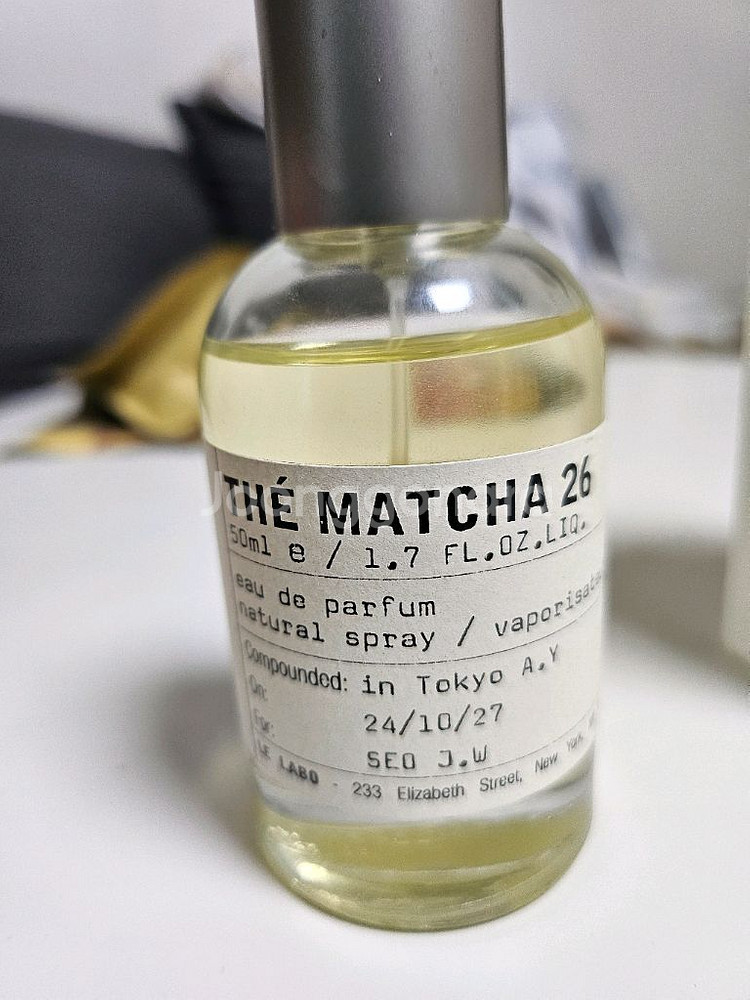 THÉ MATCHA 26
50ml e / 1.7 FL.OZ.LIQ.
eau de parfum
natural spray / vaporisate
Compounded: in Tokyo A.Y
On: 24/10/27
For: SEO J.W
LE LABO - 233 Elizabeth Street, New York,